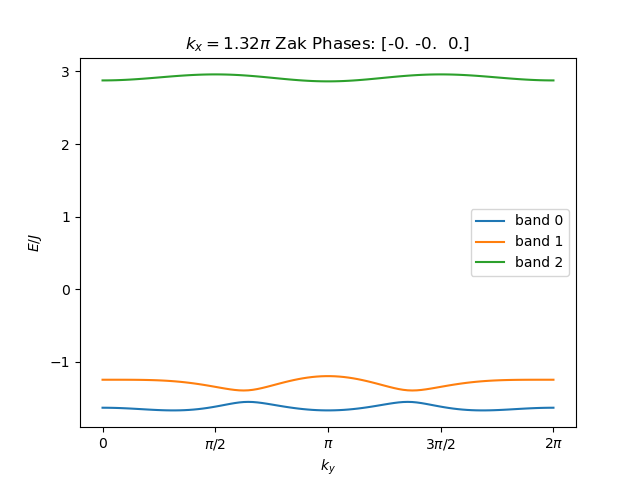 $k_x = 1.32\pi$ Zak Phases: [-0. -0.  0.]
3
2
1
0
−1
E/J
band 0
band 1
band 2
0
π/2
π
3π/2
2π
$k_y$